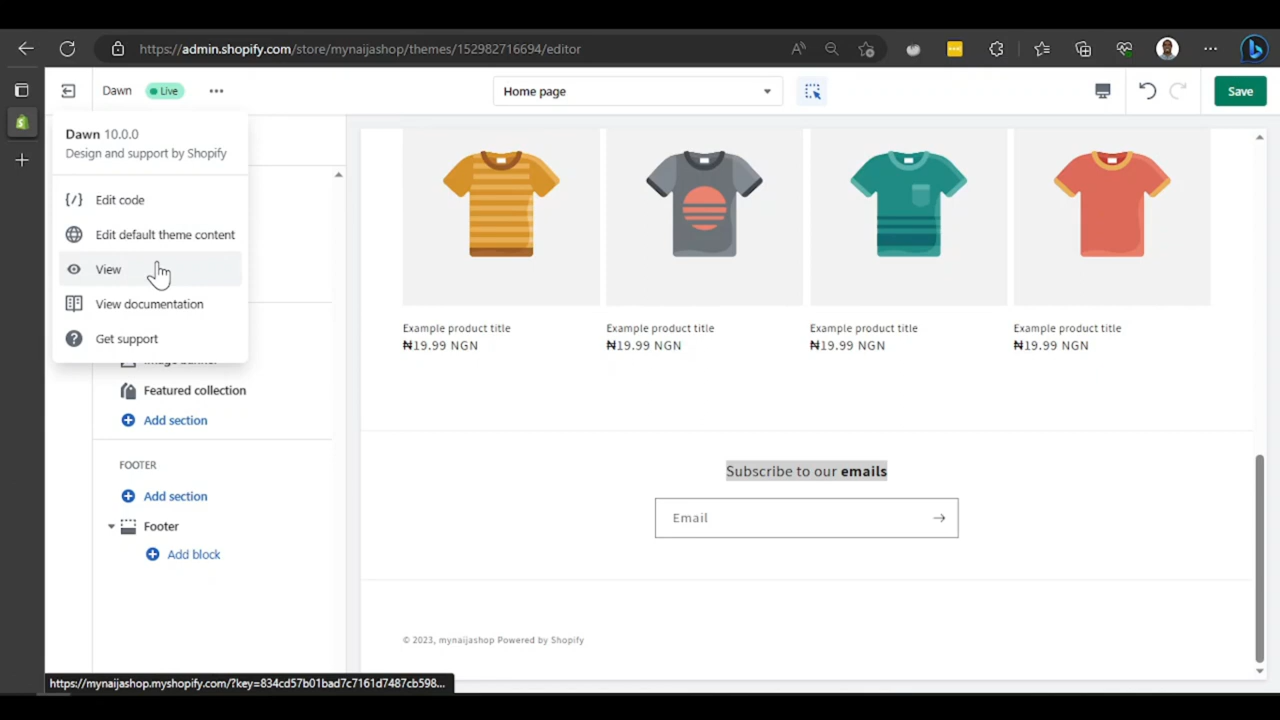 https://admin.shopify.com/store/mynaijashop/themes/152982716694/editor
Dawn
Live
Home page
Save
Dawn 10.0.0
Design and support by Shopify
Edit code
Edit default theme content
View
View documentation
Get support
Featured collection
Add section
FOOTER
Add section
Footer
Add block
Example product title
₦19.99 NGN
Example product title
₦19.99 NGN
Example product title
₦19.99 NGN
Example product title
₦19.99 NGN
Subscribe to our emails
Email
© 2023, mynaijashop Powered by Shopify
https://mynaijashop.myshopify.com/?key=834cd57b01bad7c7161d7487cb598...